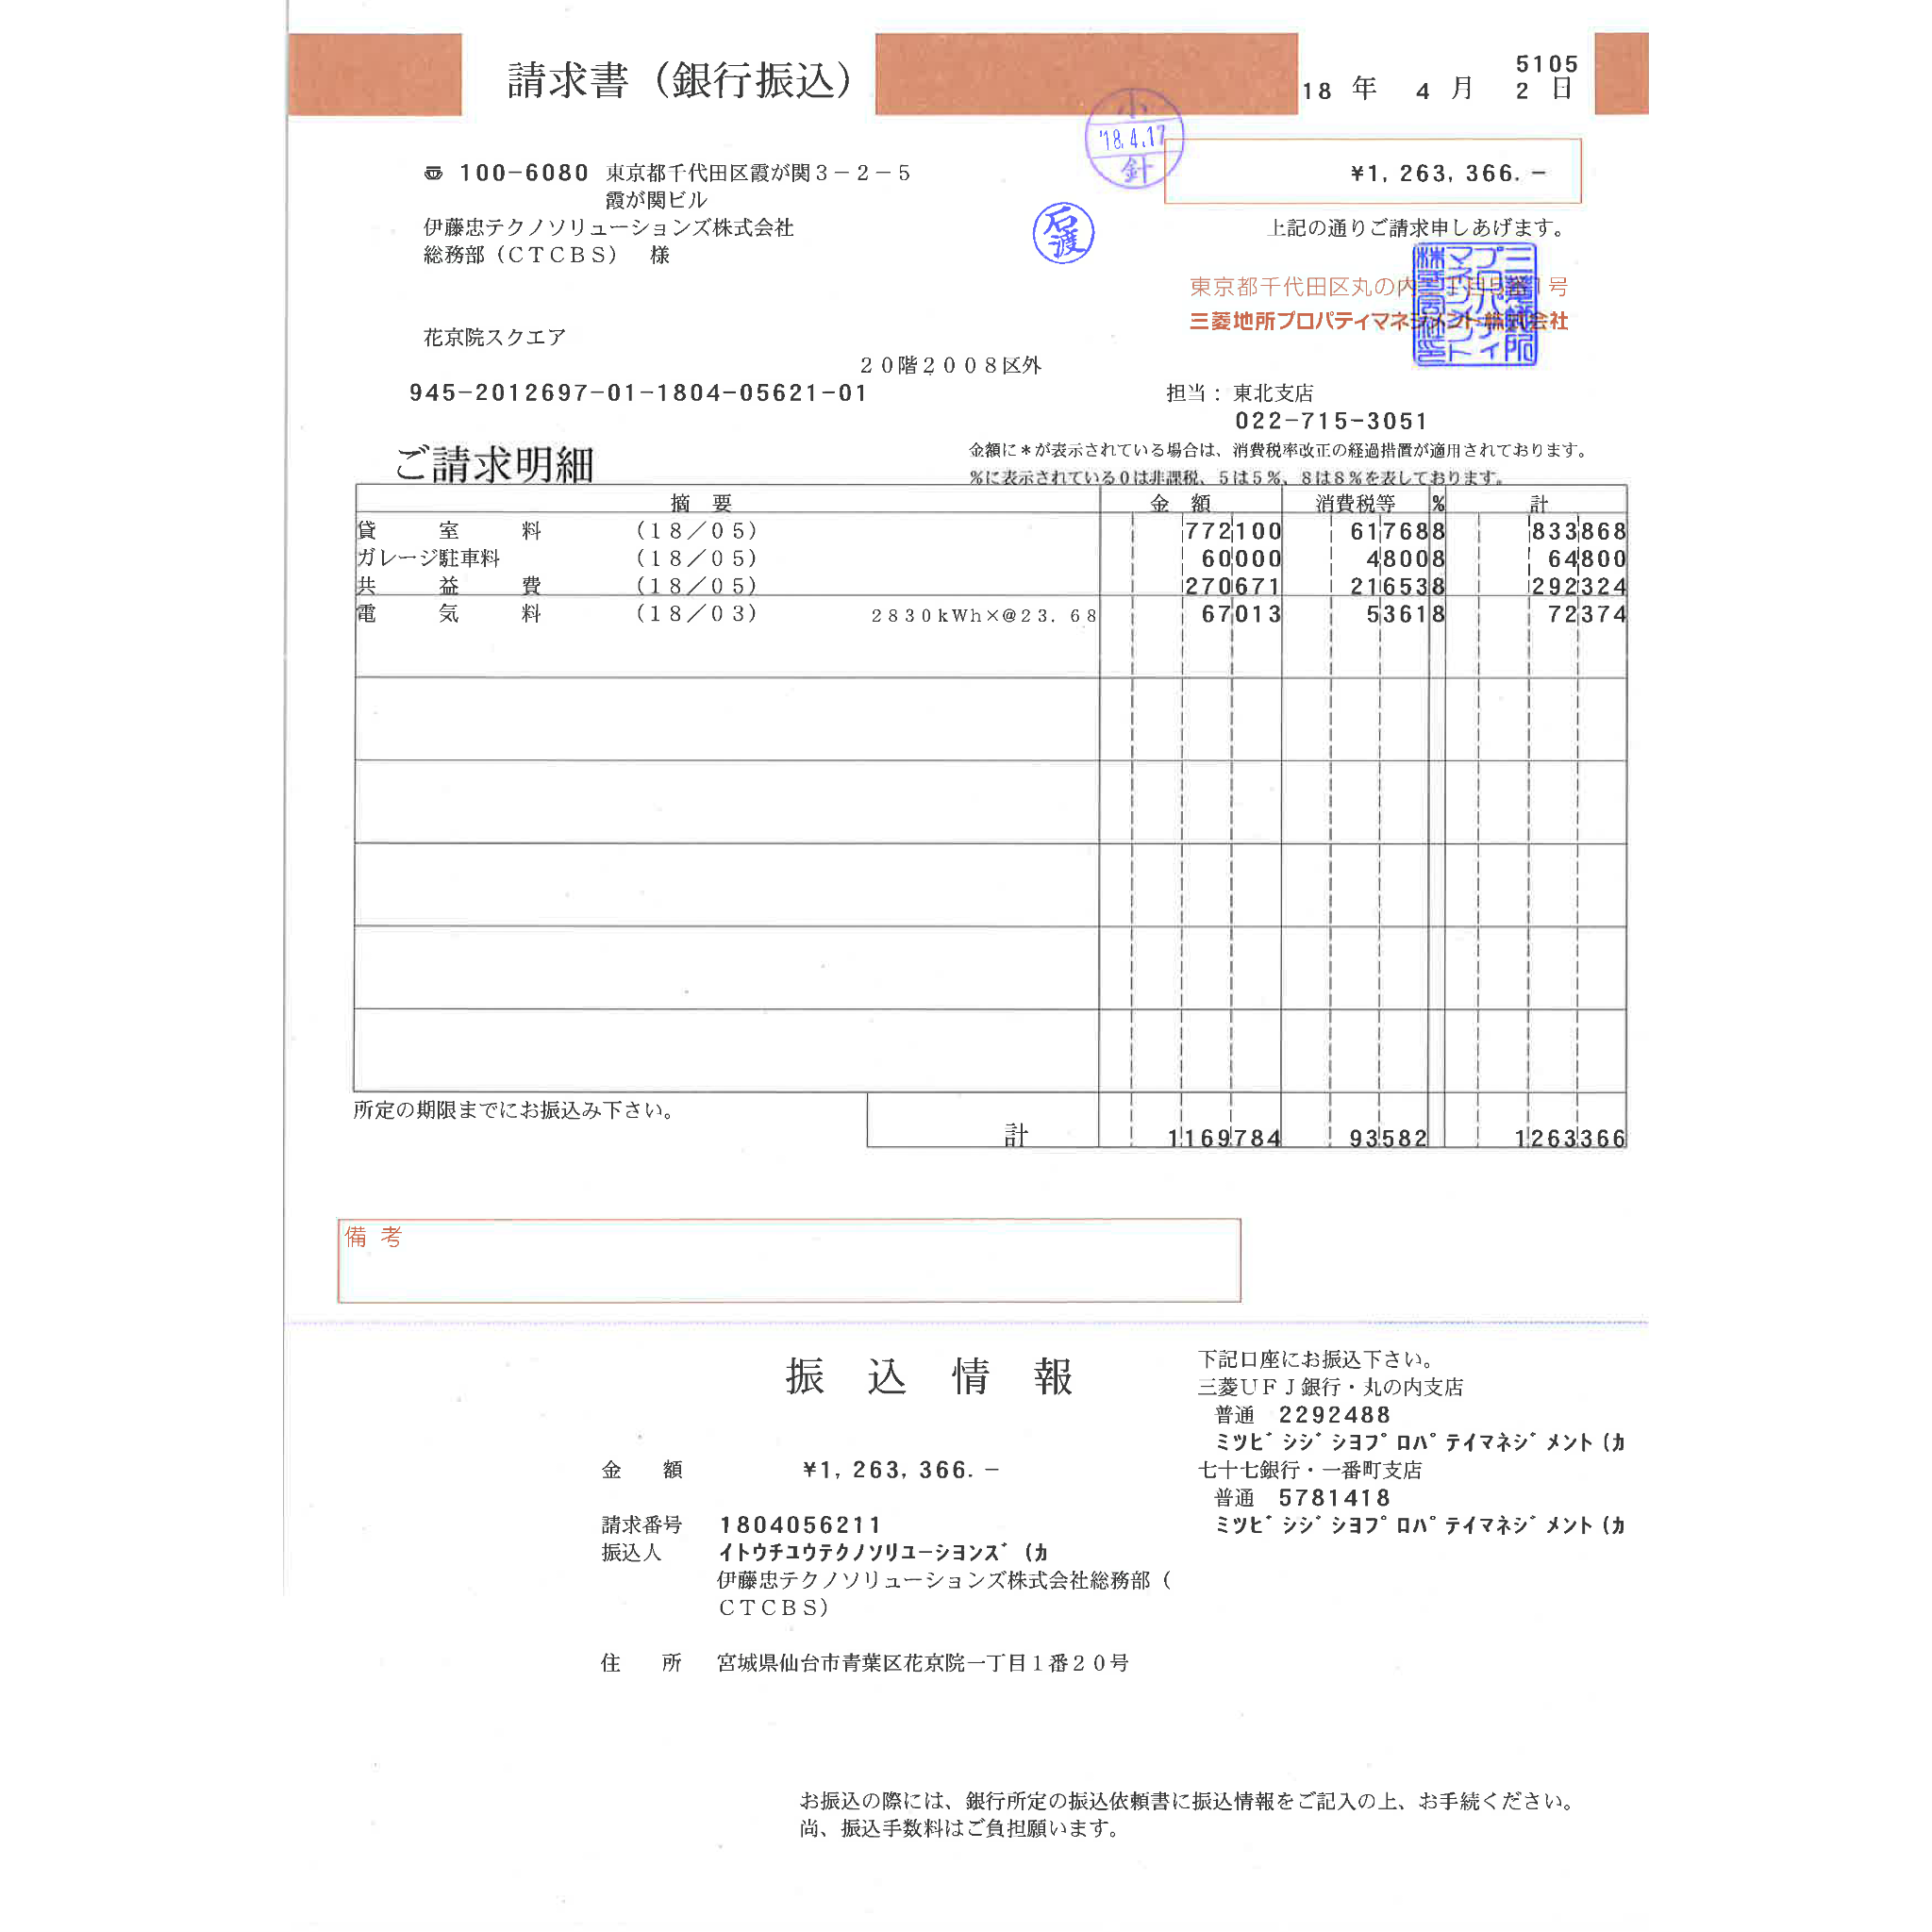 請求書（銀行振込）
5105
18 年 4 月 2 日
小
'18.4.17
針
〒 100-6080 東京都千代田区霞が関３－２－５
霞が関ビル
¥1, 263, 366. −
伊藤忠テクノソリューションズ株式会社
総務部（ＣＴＣＢＳ） 様
石渡
上記の通りご請求申しあげます。
東京都千代田区丸の内
号
三菱地所プロパティマネジメント株式会社
花京院スクエア
２０階２００８区外
945-2012697-01-1804-05621-01
担当： 東北支店
022-715-3051
ご請求明細
金額に＊が表示されている場合は、消費税率改正の経過措置が適用されております。
％に表示されている０は非課税、５は５％、８は８％を表しております。
摘 要 金 額 消費税等 % 計
貸 室 料 （１８／０５） 772100 61768 8 833868
ガレージ駐車料 （１８／０５） 60000 4800 8 64800
共 益 費 （１８／０５） 270671 21653 8 292324
電 気 料 （１８／０３） ２８３０ｋＷｈ×＠２３．６８ 67013 5361 8 72374
所定の期限までにお振込み下さい。
計 1169784 93582 1263366
備 考
振 込 情 報
下記口座にお振込下さい。
三菱ＵＦＪ銀行・丸の内支店
普通 2292488
ﾐﾂﾋﾞｼｼﾞｼﾖﾌﾟﾛﾊﾟﾃｲﾏﾈｼﾞﾒﾝﾄ(ｶ
金 額 ¥1, 263, 366. −
七十七銀行・一番町支店
普通 5781418
ﾐﾂﾋﾞｼｼﾞｼﾖﾌﾟﾛﾊﾟﾃｲﾏﾈｼﾞﾒﾝﾄ(ｶ
請求番号 1804056211
振込人 ｲﾄｳﾁﾕｳﾃｸﾉｿﾘﾕｰｼﾖﾝｽﾞ(ｶ
伊藤忠テクノソリューションズ株式会社総務部（
ＣＴＣＢＳ）
住 所 宮城県仙台市青葉区花京院一丁目１番２０号
お振込の際には、銀行所定の振込依頼書に振込情報をご記入の上、お手続ください。
尚、振込手数料はご負担願います。